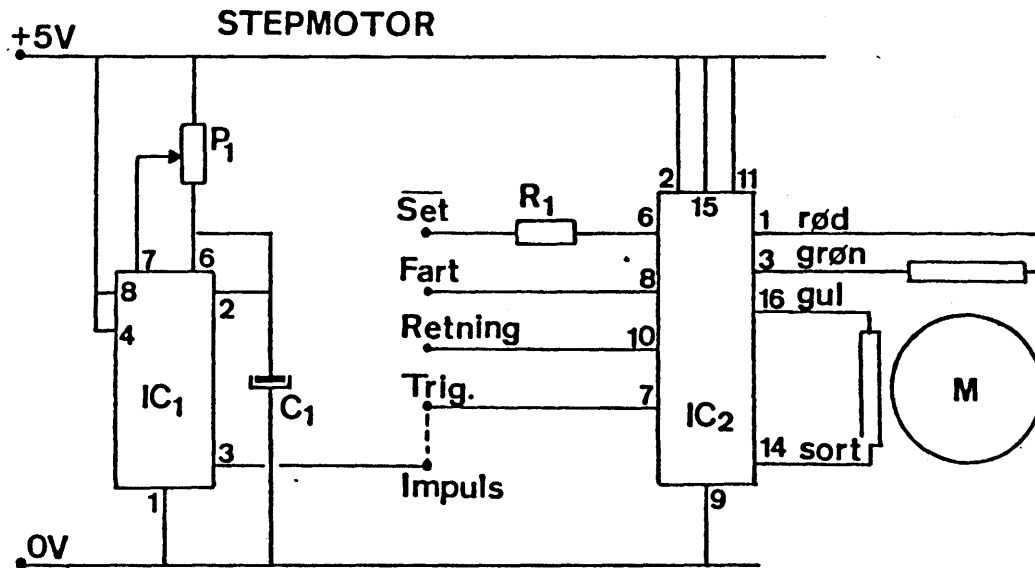 STEPMOTOR
+5V
P1
2 15 11
Set R1 6 1 rød
7 6 3 grøn
8 Fart 8 16 gul
2
4 Retning 10
IC1 C1 Trig. 7 IC2 M
3 14 sort
Impuls
1 9
0V